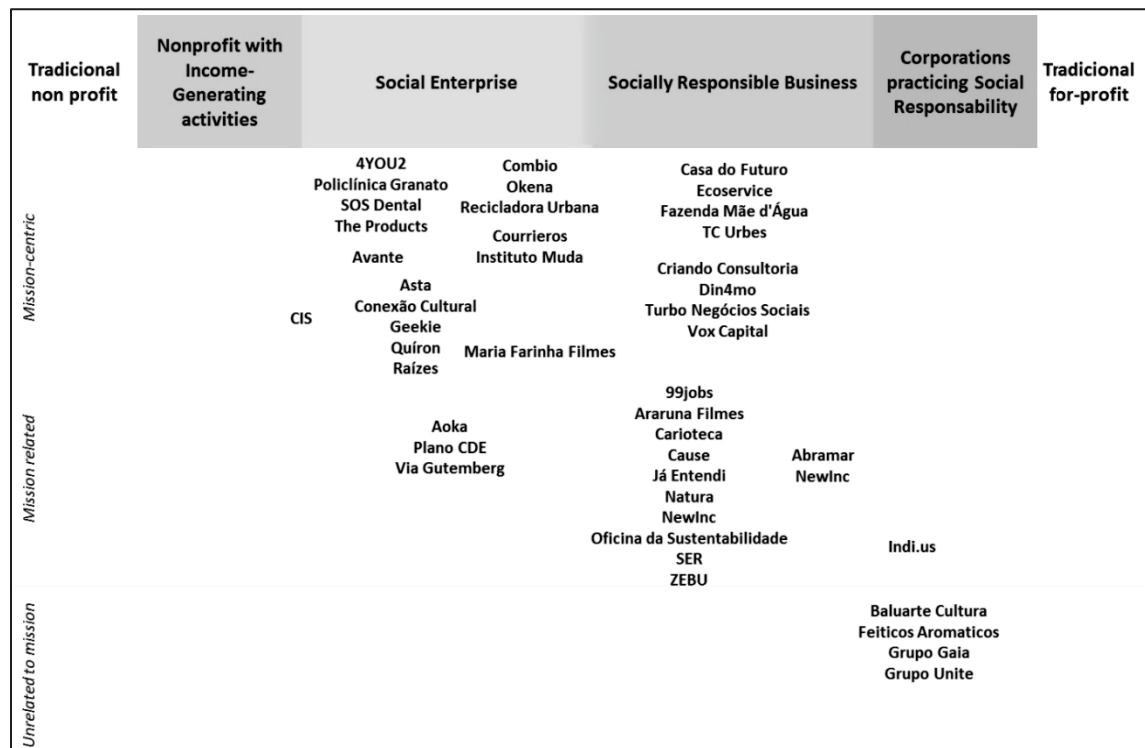 Tradicional
non profit
Nonprofit with
Income-
Generating
activities
Social Enterprise
Socially Responsible Business
Corporations
practicing Social
Responsability
Tradicional
for-profit
Mission-centric
4YOU2
Policlínica Granato
SOS Dental
The Products
Avante
Combio
Okena
Recicladora Urbana
Courrieros
Instituto Muda
CIS
Asta
Conexão Cultural
Geekie
Quíron
Raízes
Maria Farinha Filmes
Casa do Futuro
Ecoservice
Fazenda Mãe d'Água
TC Urbes
Criando Consultoria
Din4mo
Turbo Negócios Sociais
Vox Capital
Mission related
Aoka
Plano CDE
Via Gutemberg
99jobs
Araruna Filmes
Carioteca
Cause
Já Entendi
Natura
NewInc
Oficina da Sustentabilidade
SER
ZEBU
Abramar
NewInc
Indi.us
Unrelated to mission
Baluarte Cultura
Feiticos Aromaticos
Grupo Gaia
Grupo Unite